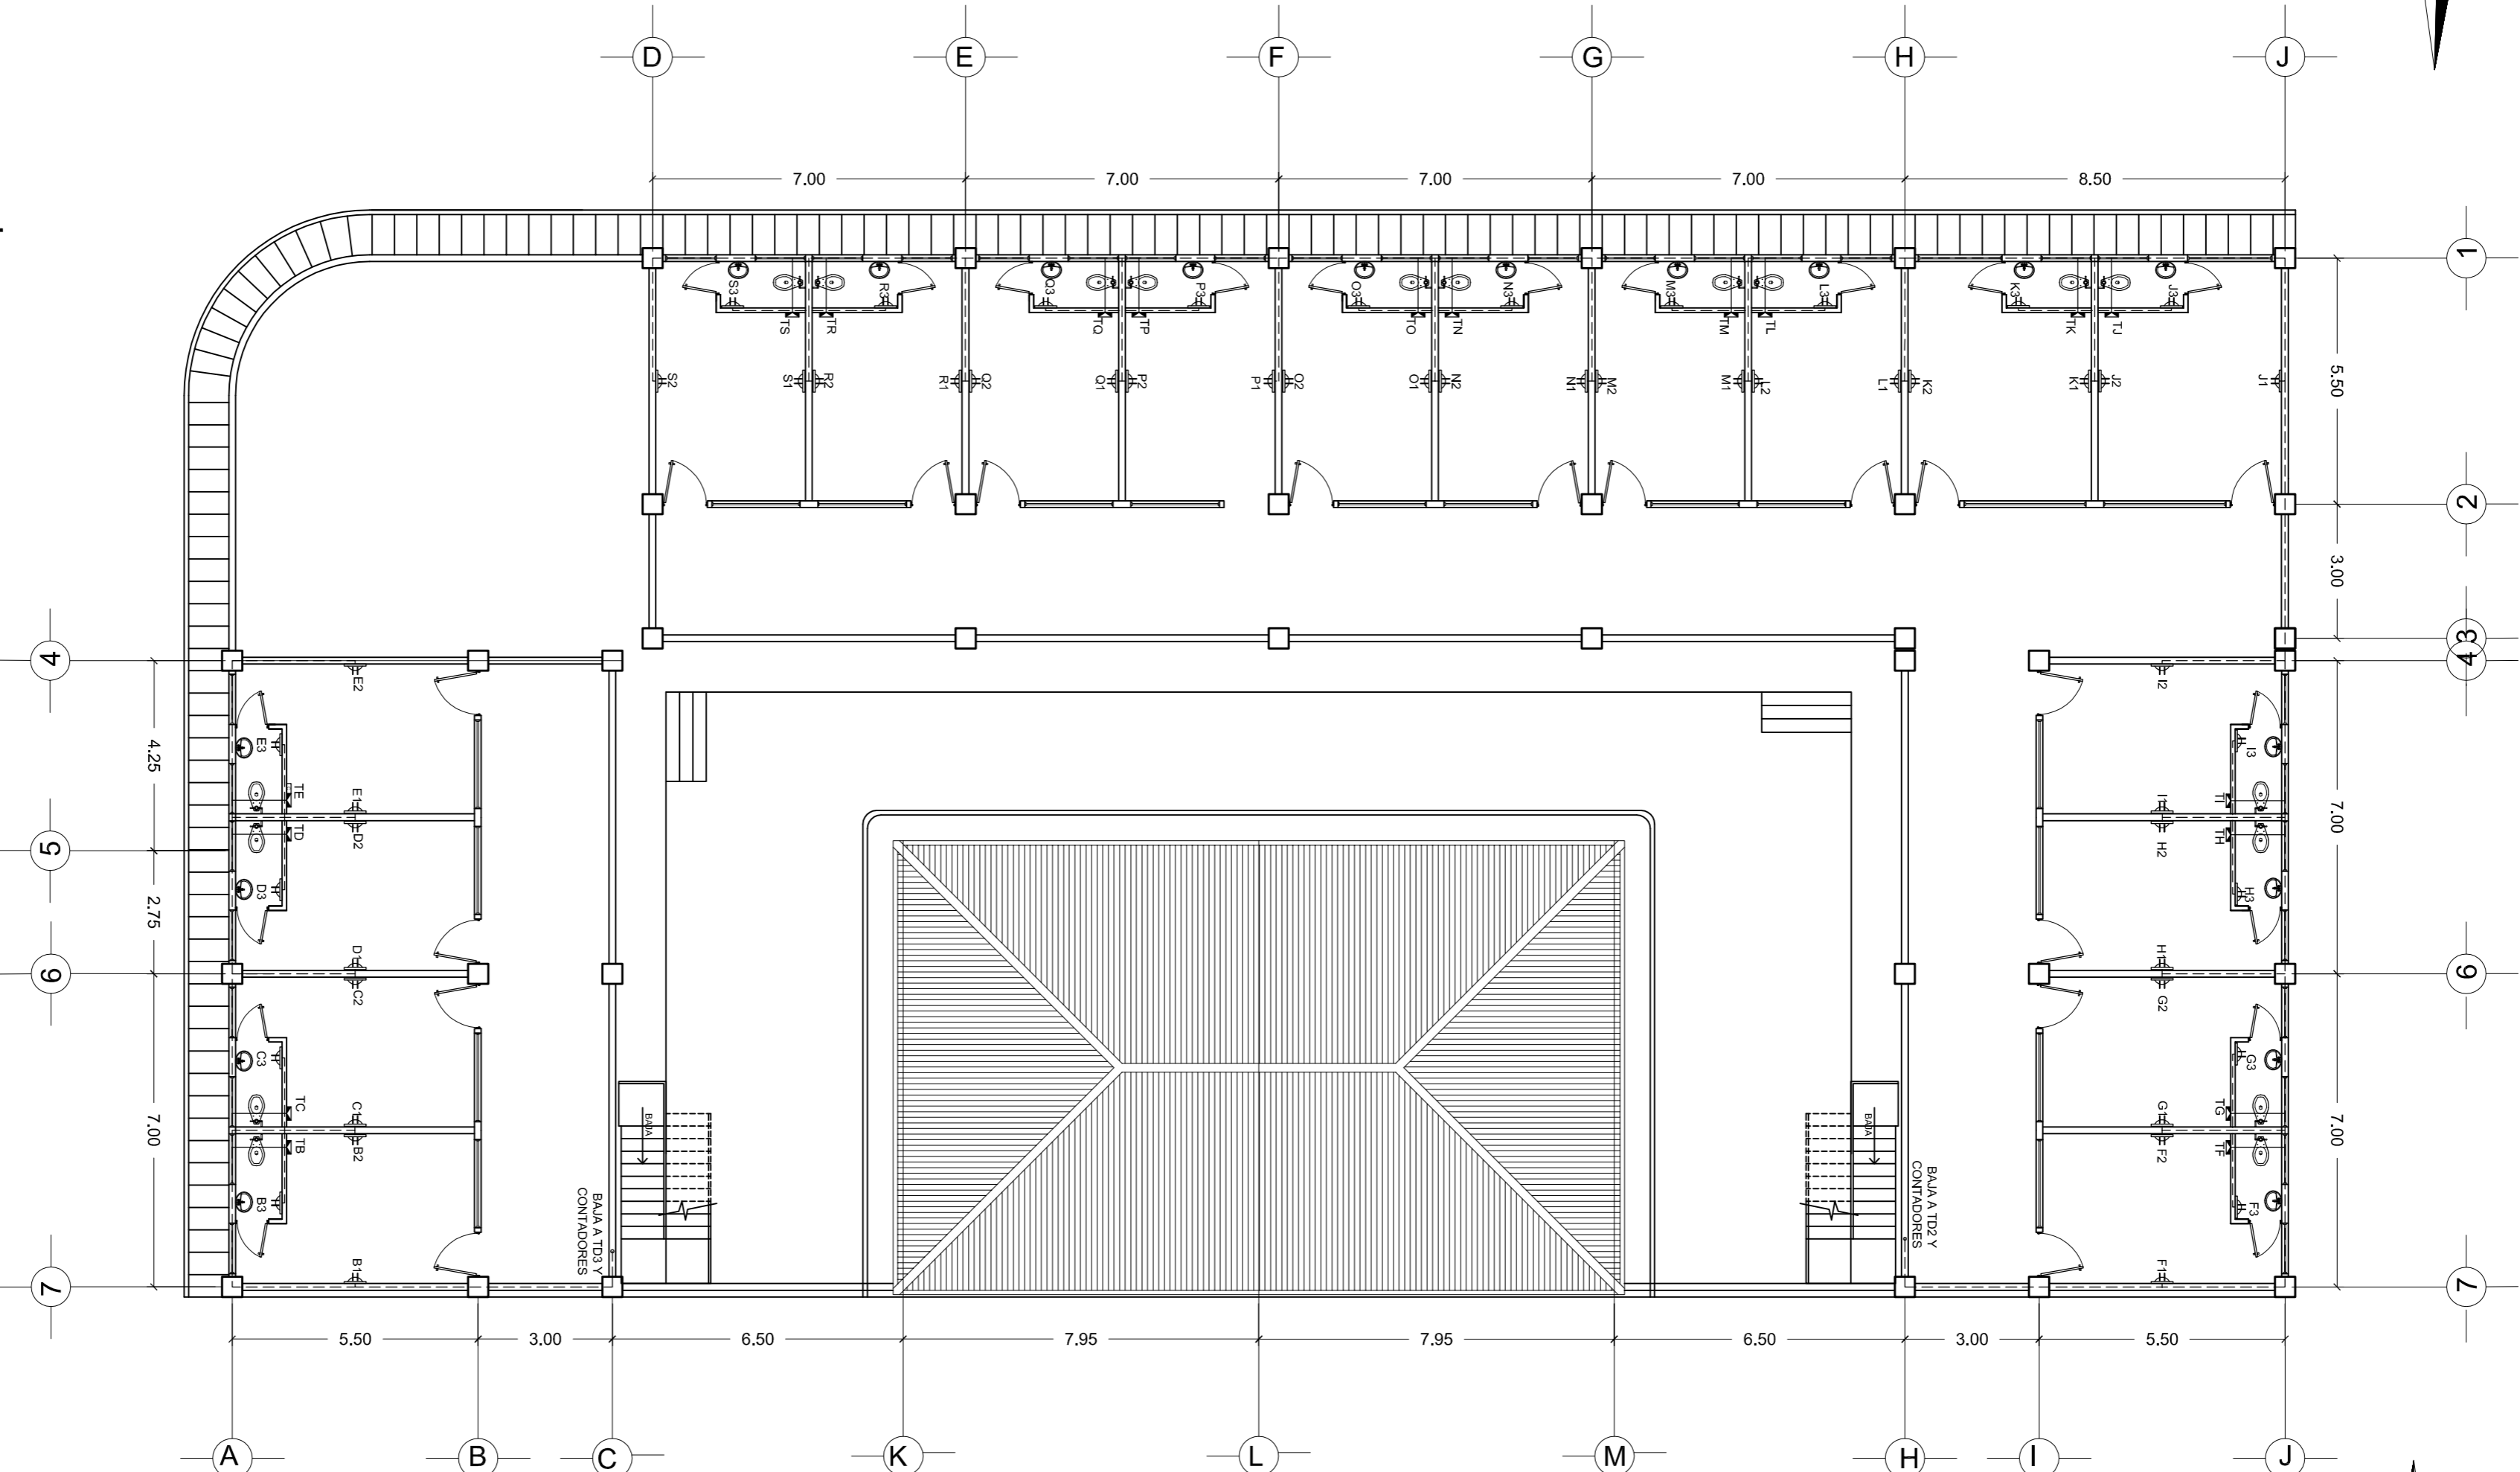 D E F G H J
7.00 7.00 7.00 7.00 8.50
1
S3 R3 Q3 P3 O3 N3 M3 L3 K3 J3
TS TR TQ TP TO TN TM TL TK TJ
S2 S1 R2 R1 Q2 Q1 P2 P1 O2 O1 N2 N1 M2 M1 L2 L1 K2 K1 J2 J1
5.50
2
3.00
3
4 4
E2 I2
E3 I3
4.25
TE E1 I1 TI
7.00
TD D2 H2 TH
5
D3 H3
2.75
D1 H1
6 6
C2 G2
C3 G3
TC C1 G1 TG
7.00 7.00
TB B2 F2 TF
BAJA BAJA
B3 F3
BAJA A TD3 Y
CONTADORES
BAJA A TD2 Y
CONTADORES
B1 F1
7 7
5.50 3.00 6.50 7.95 7.95 6.50 3.00 5.50
A B C K L M H I J